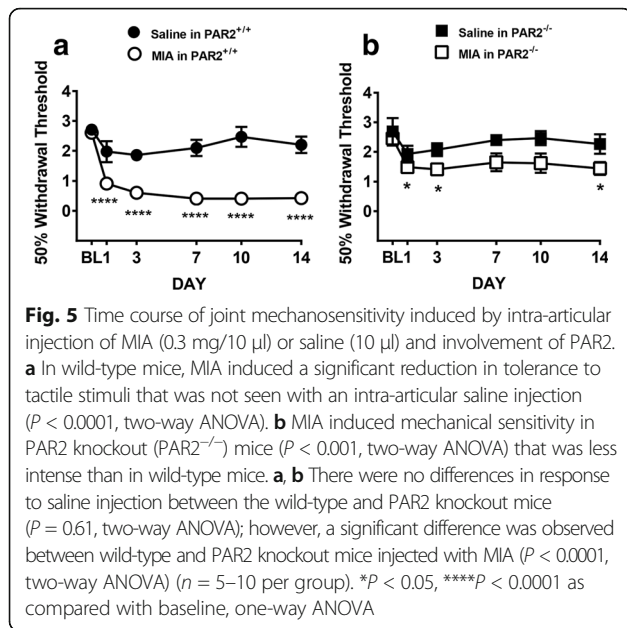 a
● Saline in PAR2+/+
○ MIA in PAR2+/+
50% Withdrawal Threshold
4
3
2
1
0
**** **** **** **** ****
BL1 3 7 10 14
DAY
b
■ Saline in PAR2-/-
□ MIA in PAR2-/-
50% Withdrawal Threshold
4
3
2
1
0
* * *
BL1 3 7 10 14
DAY
Fig. 5 Time course of joint mechanosensitivity induced by intra-articular
injection of MIA (0.3 mg/10 μl) or saline (10 μl) and involvement of PAR2.
a In wild-type mice, MIA induced a significant reduction in tolerance to
tactile stimuli that was not seen with an intra-articular saline injection
(P < 0.0001, two-way ANOVA). b MIA induced mechanical sensitivity in
PAR2 knockout (PAR2−/−) mice (P < 0.001, two-way ANOVA) that was less
intense than in wild-type mice. a, b There were no differences in response
to saline injection between the wild-type and PAR2 knockout mice
(P = 0.61, two-way ANOVA); however, a significant difference was observed
between wild-type and PAR2 knockout mice injected with MIA (P < 0.0001,
two-way ANOVA) (n = 5–10 per group). *P < 0.05, ****P < 0.0001 as
compared with baseline, one-way ANOVA